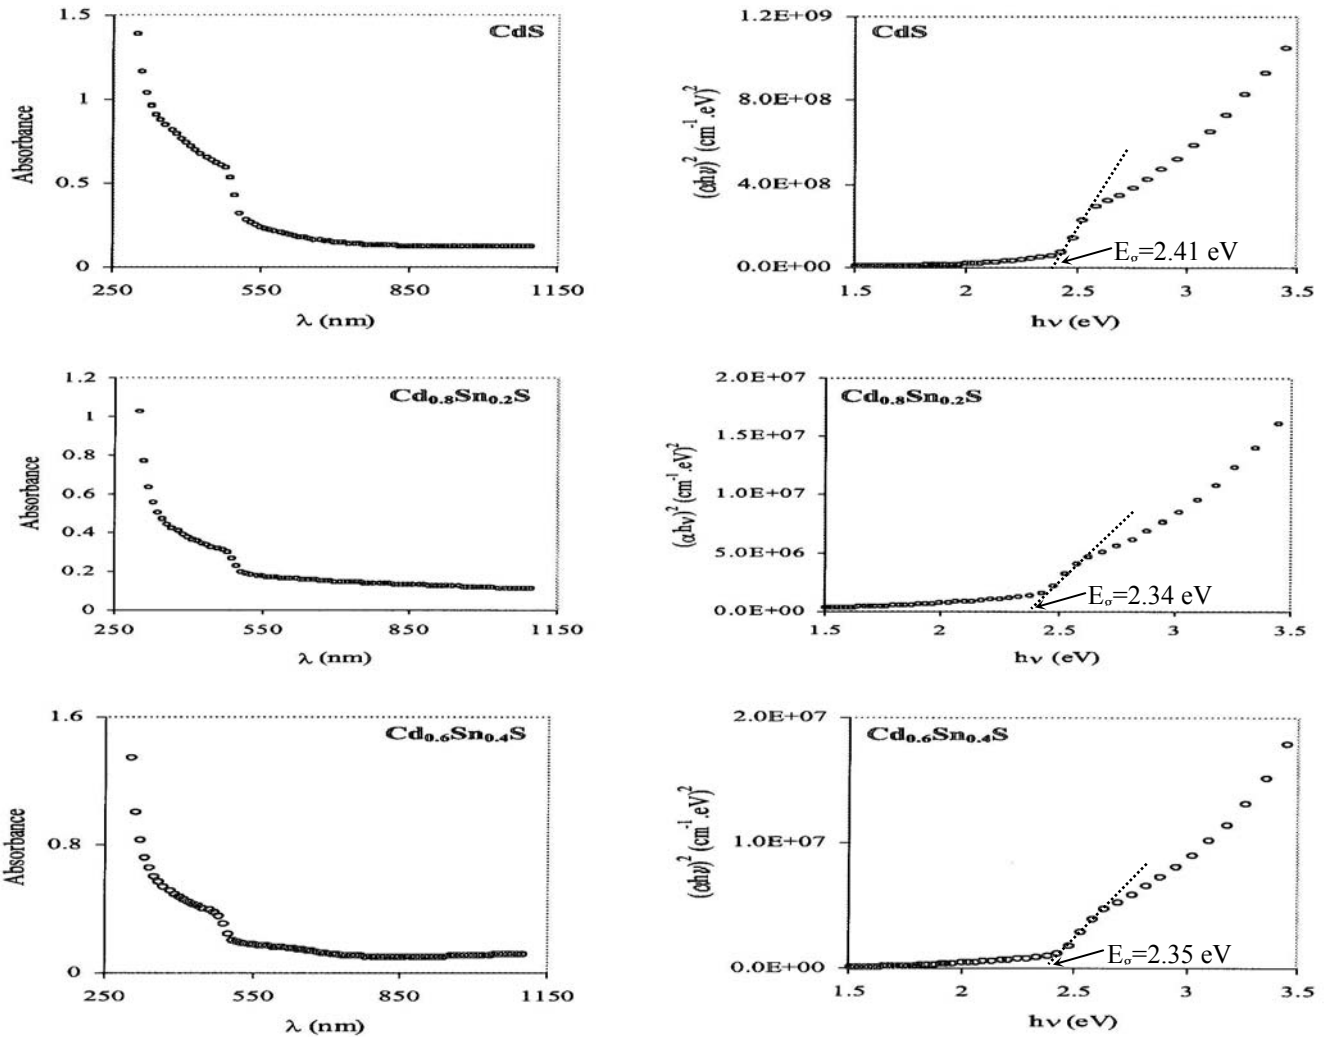 1.5
1
0.5
0
250 550 850 1150
Absorbance
λ (nm)
CdS
1.2E+09
8.0E+08
4.0E+08
0.0E+00
1.5 2 2.5 3 3.5
(αhν)² (cm⁻¹.eV)²
hν (eV)
CdS
Eσ=2.41 eV
1.2
1
0.8
0.6
0.4
0.2
0
250 550 850 1150
Absorbance
λ (nm)
Cd₀.₈Sn₀.₂S
2.0E+07
1.5E+07
1.0E+07
5.0E+06
0.0E+00
1.5 2 2.5 3 3.5
(αhν)² (cm⁻¹.eV)²
hν (eV)
Cd₀.₈Sn₀.₂S
Eσ=2.34 eV
1.6
0.8
0
250 550 850 1150
Absorbance
λ (nm)
Cd₀.₆Sn₀.₄S
2.0E+07
1.0E+07
0.0E+00
1.5 2 2.5 3 3.5
(αhν)² (cm⁻¹.eV)²
hν (eV)
Cd₀.₆Sn₀.₄S
Eσ=2.35 eV